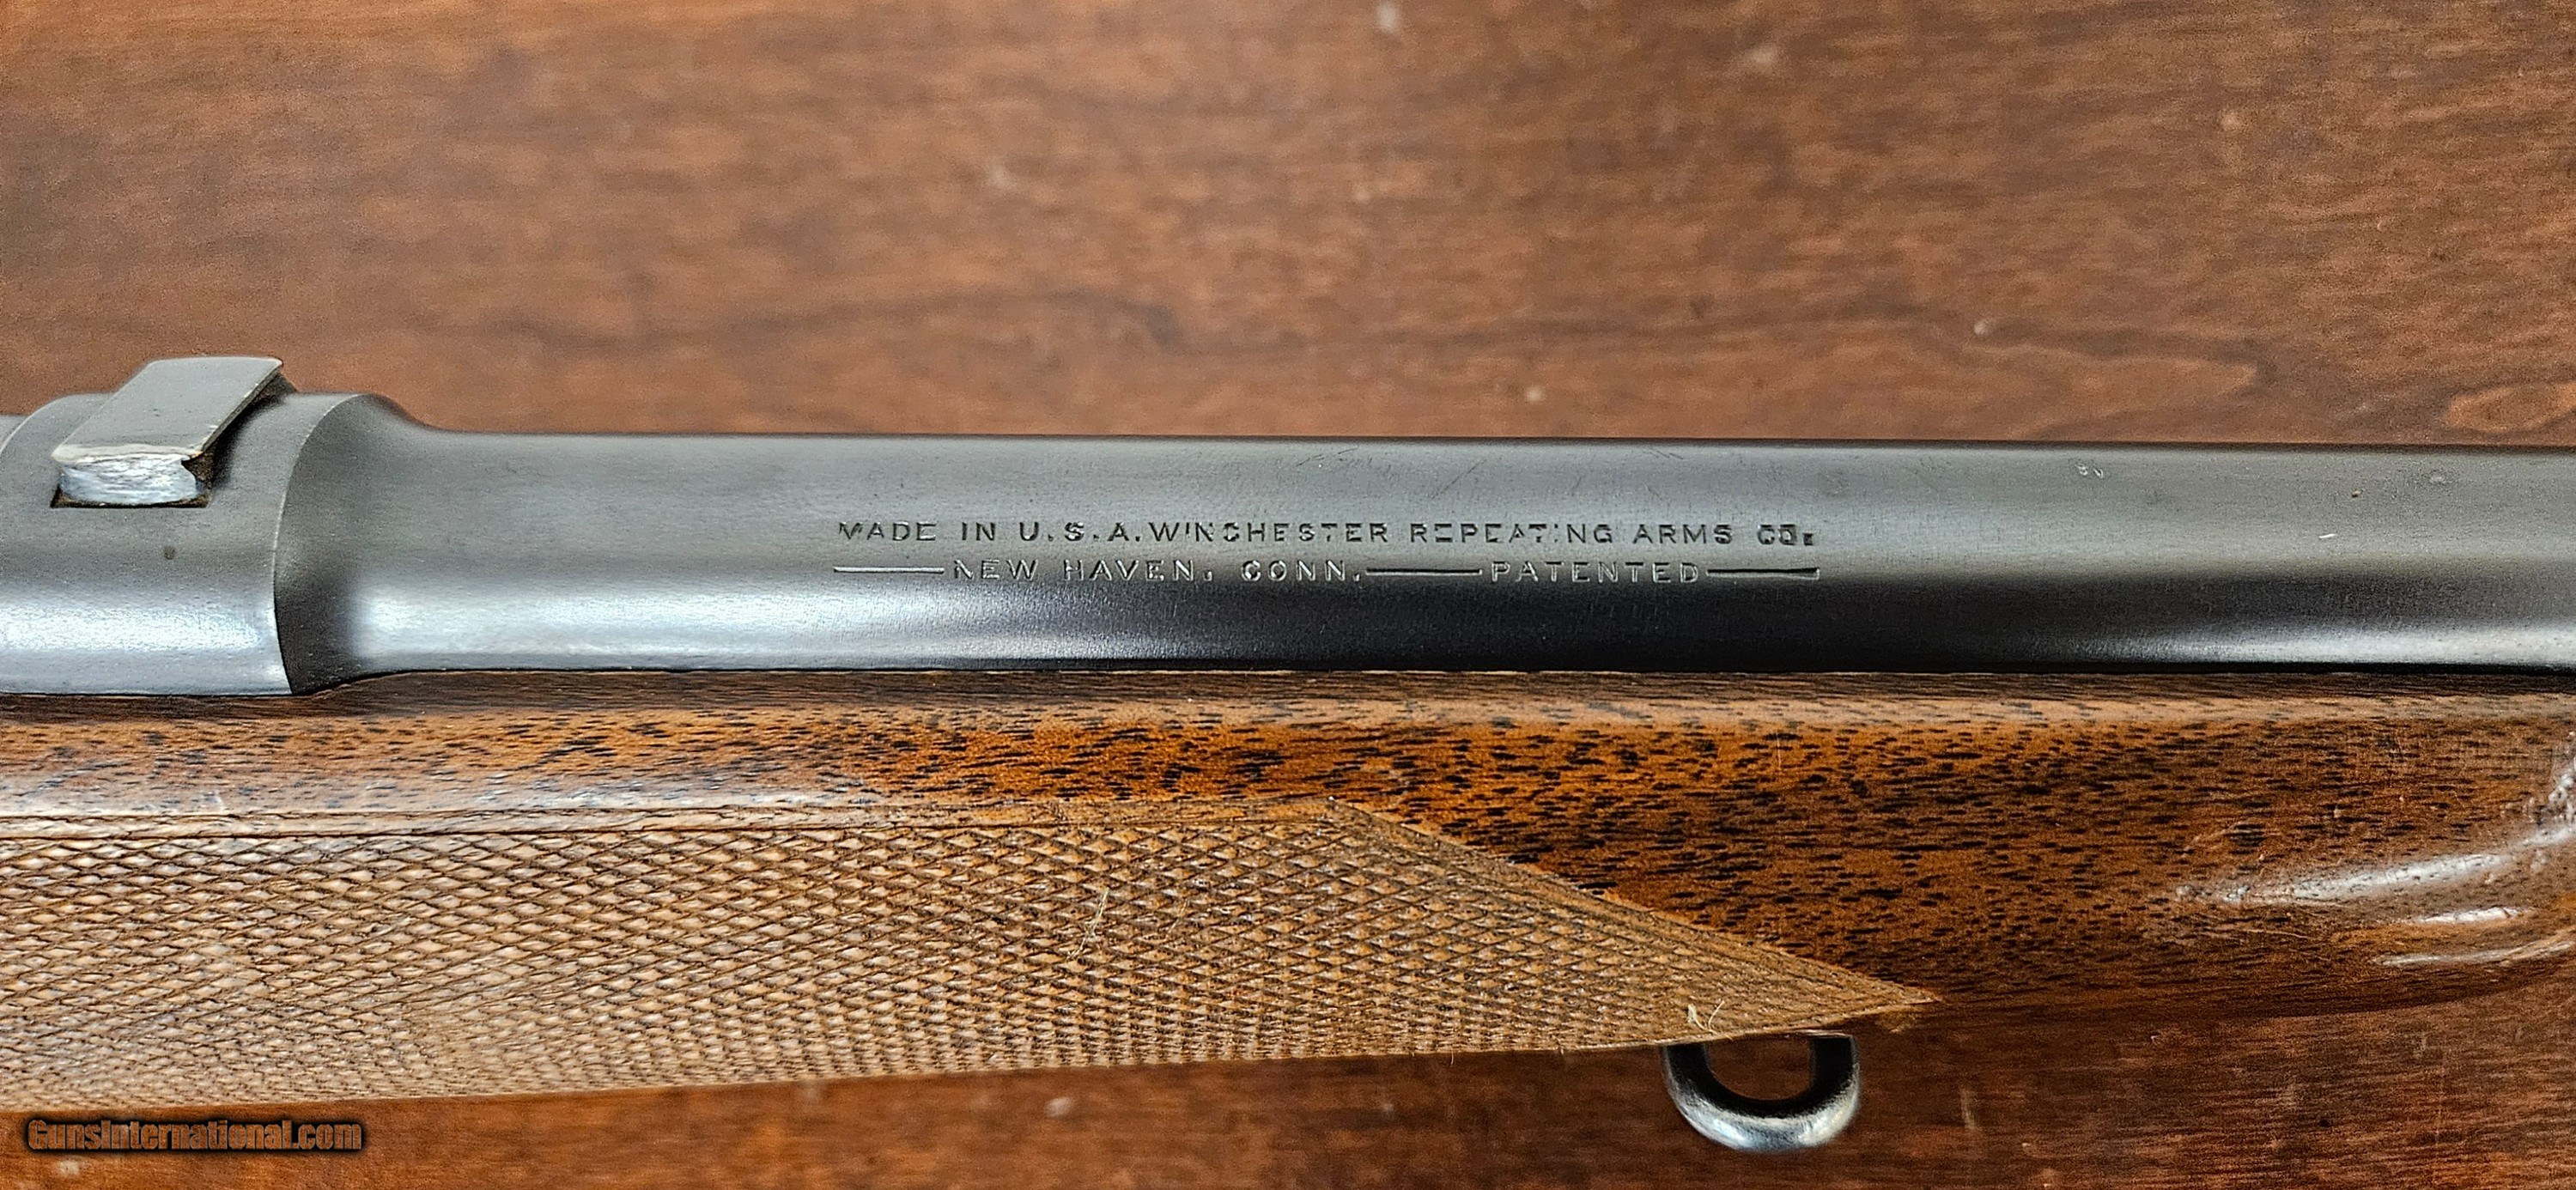 MADE IN U.S.A. WINCHESTER REPEATING ARMS CO.
—NEW HAVEN. CONN.—PATENTED—
GunsInternational.com